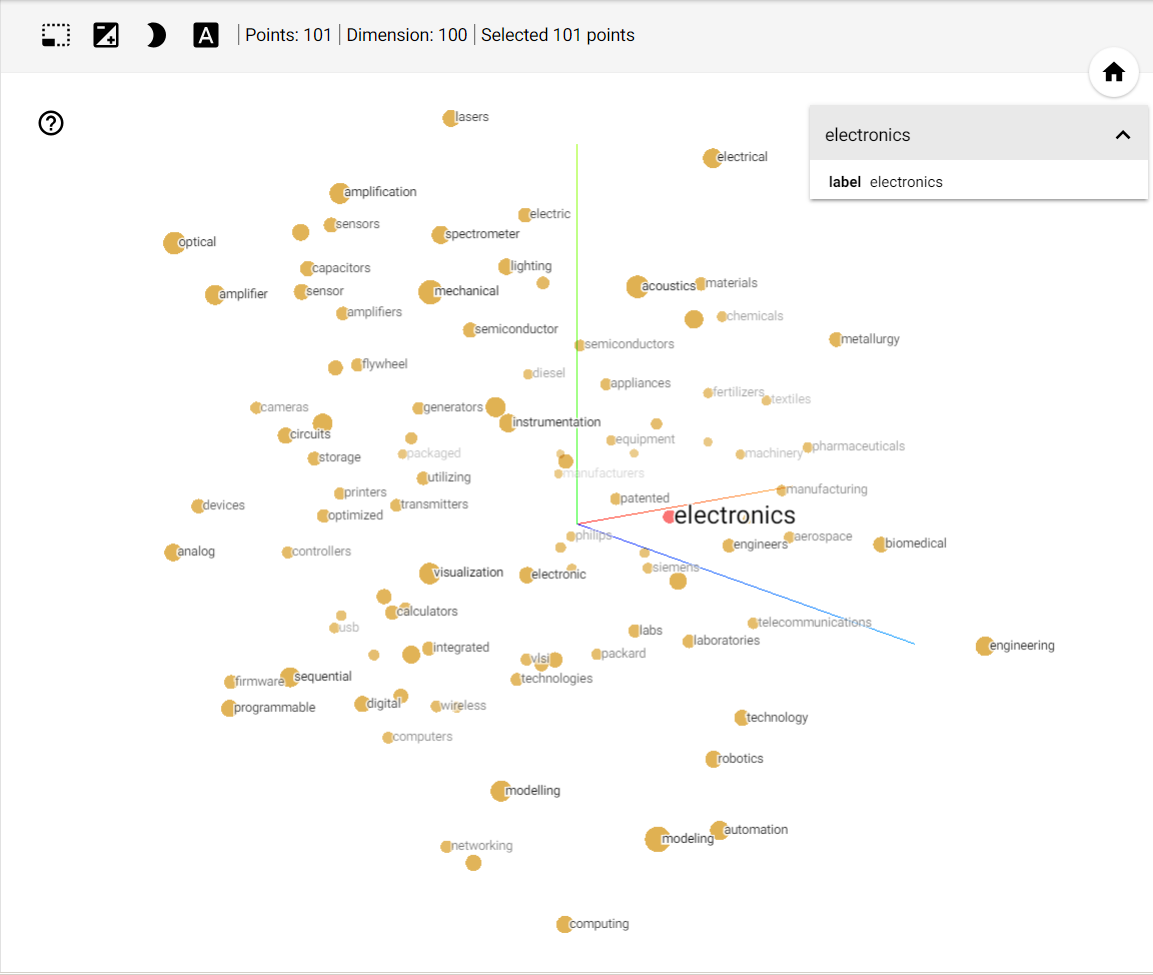 Points: 101 | Dimension: 100 | Selected 101 points
electronics
label electronics
lasers
electrical
amplification
electric
sensors
spectrometer
optical
lighting
capacitors
materials
acoustics
sensor
mechanical
amplifier
amplifiers
chemicals
semiconductor
metallurgy
semiconductors
flywheel
diesel
appliances
fertilizers
textiles
cameras
generators
instrumentation
circuits
equipment
pharmaceuticals
packaged
machinery
storage
manufacturers
utilizing
manufacturing
printers
patented
transmitters
devices
optimized
electronics
philips
aerospace
engineers
biomedical
analog
controllers
siemens
visualization
electronic
calculators
telecommunications
usb
labs
laboratories
engineering
integrated
packard
vlsi
sequential
technologies
firmware
digital
wireless
programmable
technology
computers
robotics
modelling
automation
modeling
networking
computing